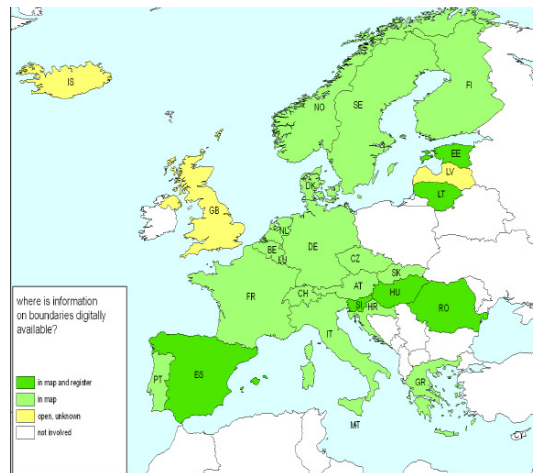 IS
NO
SE
FI
EE
LV
LT
DK
GB
NL
BE
LU
DE
CZ
SK
FR
CH
AT
HU
SI
HR
RO
IT
PT
ES
GR
MT
where is information
on boundaries digitally
available?
in map and register
in map
open, unknown
not involved